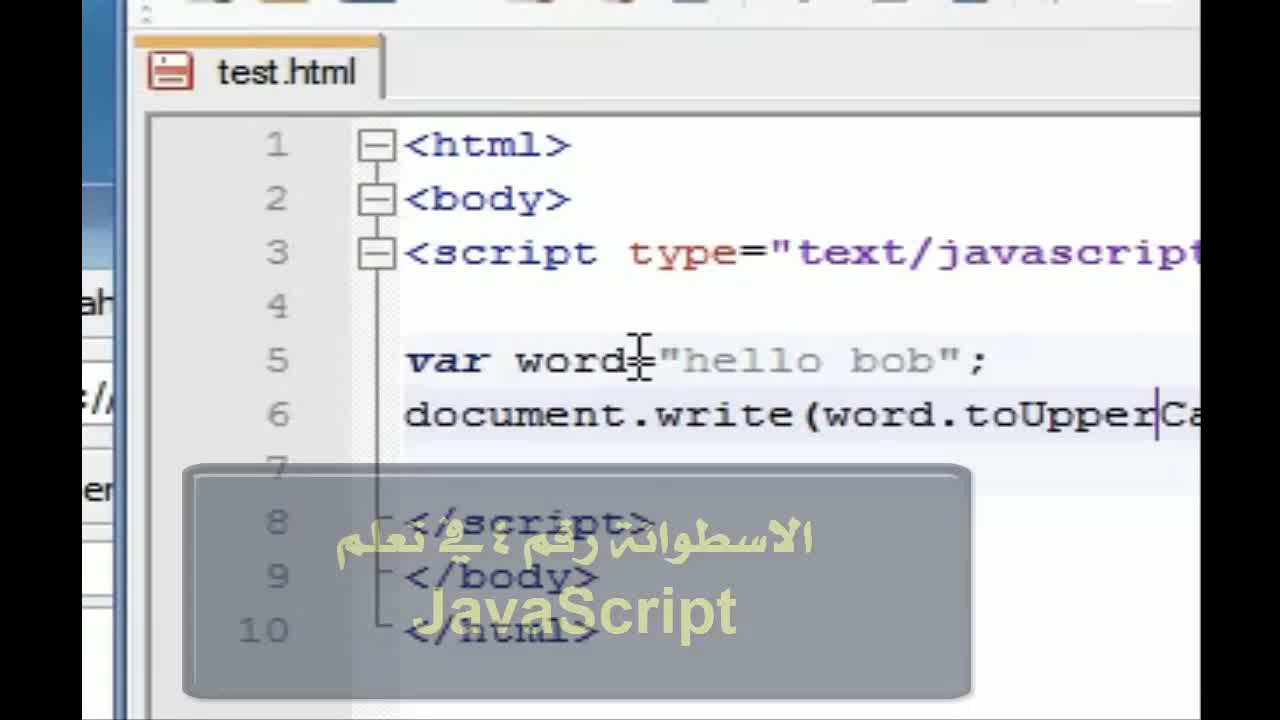 test.html
1 <html>
2 <body>
3 <script type="text/javascript
4
5 var word="hello bob";
6 document.write(word.toUpperCa
7
8 </script>
9 </body>
10 </html>
الاسطوانة رقم ٤ في تعلم
JavaScript